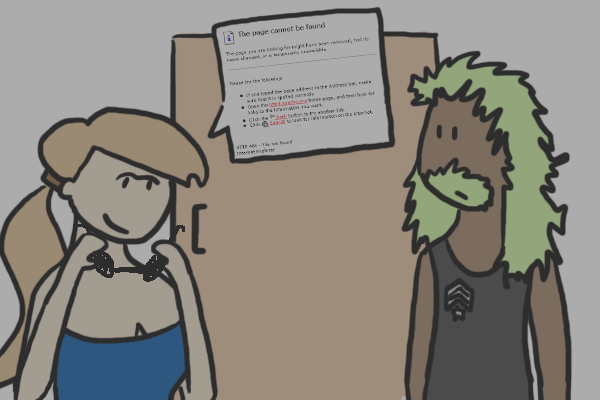 The page cannot be found
The page you are looking for might have been removed, had its
name changed, or is temporarily unavailable.
Please try the following:
If you typed the page address in the Address bar, make
sure that it is spelled correctly.
Open the home page, and then look for
links to the information you want.
Click the Back button to try another link.
Click Search to look for information on the Internet.
HTTP 404 - File not found
Internet Explorer